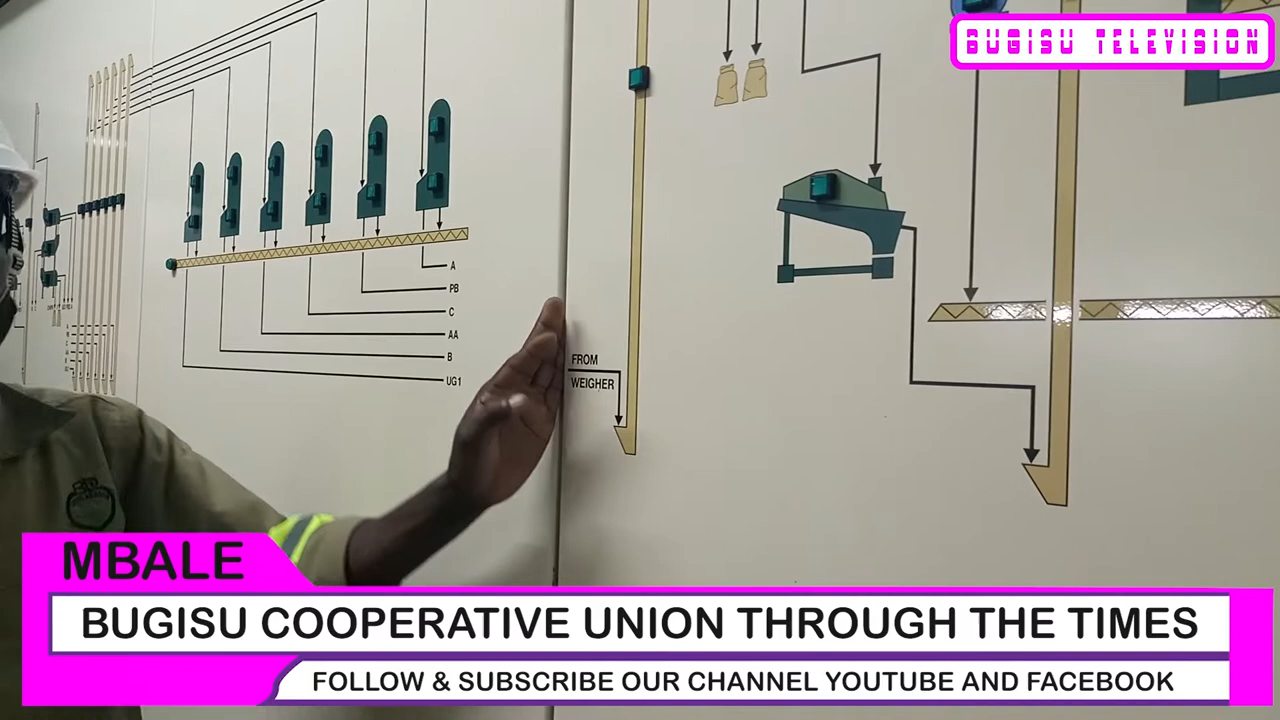 BUGISU TELEVISION
A
PB
C
AA
B
UG1
FROM
WEIGHER
MBALE
BUGISU COOPERATIVE UNION THROUGH THE TIMES
FOLLOW & SUBSCRIBE OUR CHANNEL YOUTUBE AND FACEBOOK